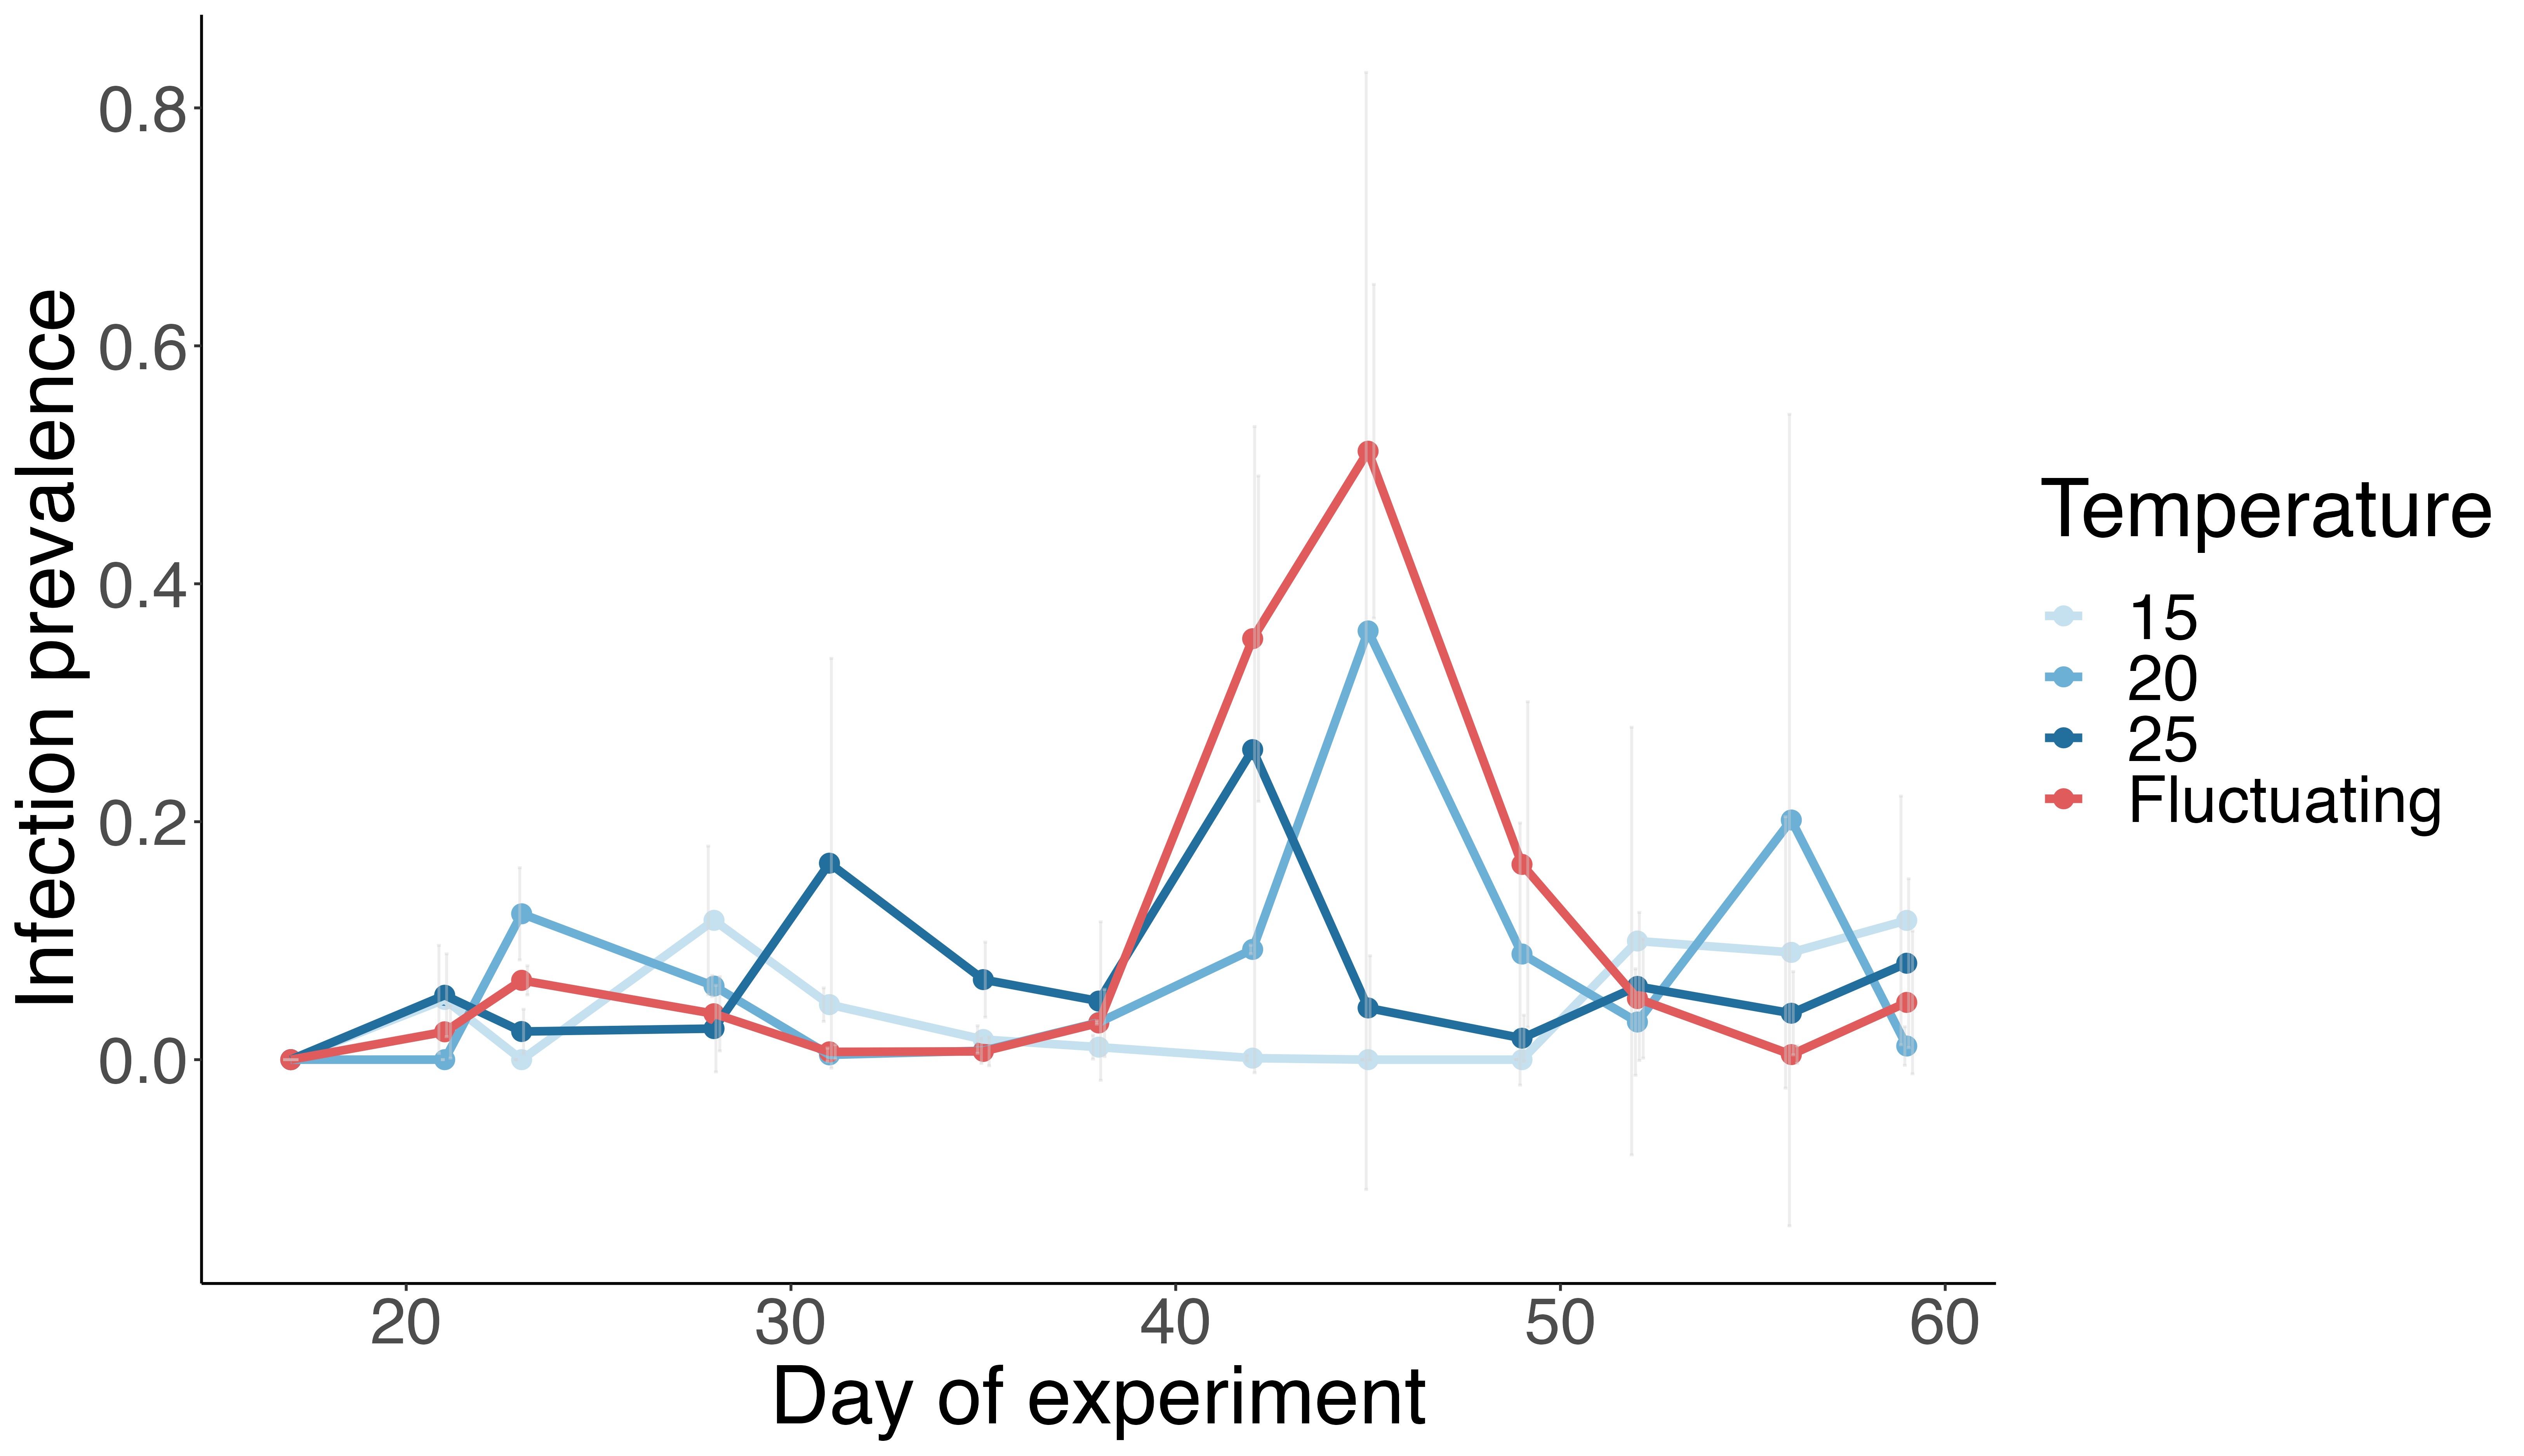 Infection prevalence
0.8
0.6
0.4
0.2
0.0
20 30 40 50 60
Day of experiment
Temperature
15
20
25
Fluctuating